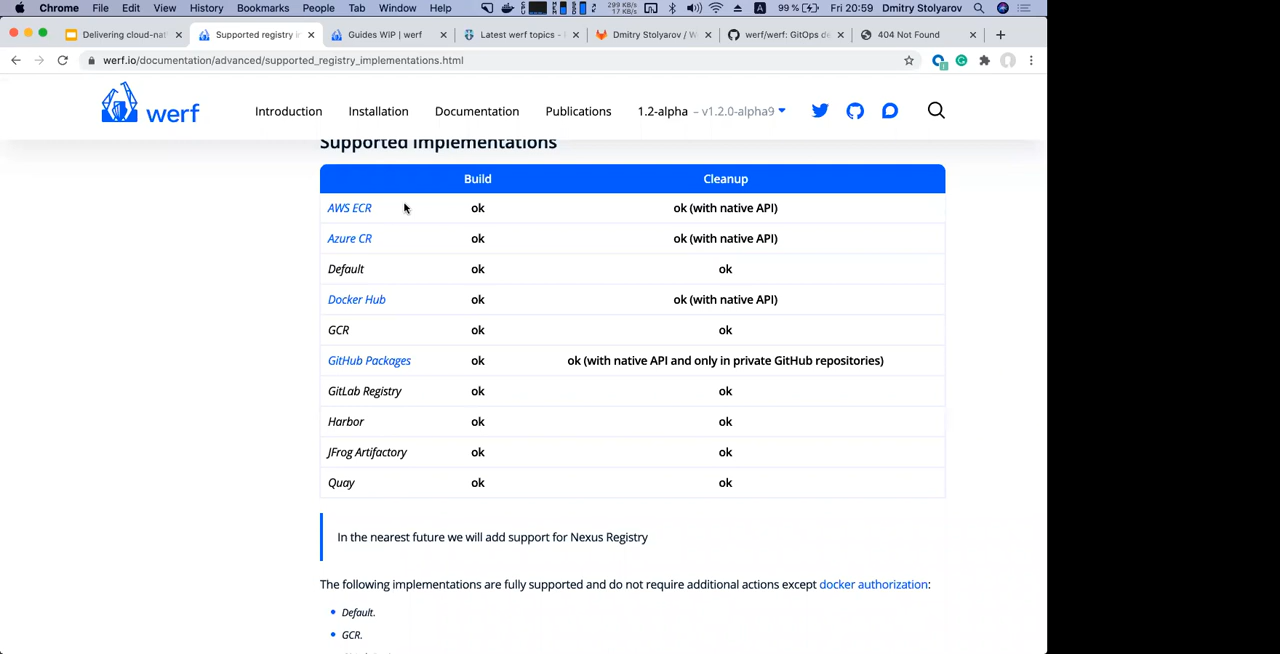 Chrome File Edit View History Bookmarks People Tab Window Help 299 KB/s 17 KB/s A 99 % Fri 20:59 Dmitry Stolyarov
Delivering cloud-nat Supported registry i Guides WiP | werf Latest werf topics - Dmitry Stolyarov / W werf/werf: GitOps de 404 Not Found
werf.io/documentation/advanced/supported_registry_implementations.html
werf Introduction Installation Documentation Publications 1.2-alpha – v1.2.0-alpha9
Supported implementations
Build Cleanup
AWS ECR ok ok (with native API)
Azure CR ok ok (with native API)
Default ok ok
Docker Hub ok ok (with native API)
GCR ok ok
GitHub Packages ok ok (with native API and only in private GitHub repositories)
GitLab Registry ok ok
Harbor ok ok
JFrog Artifactory ok ok
Quay ok ok
In the nearest future we will add support for Nexus Registry
The following implementations are fully supported and do not require additional actions except docker authorization:
Default.
GCR.